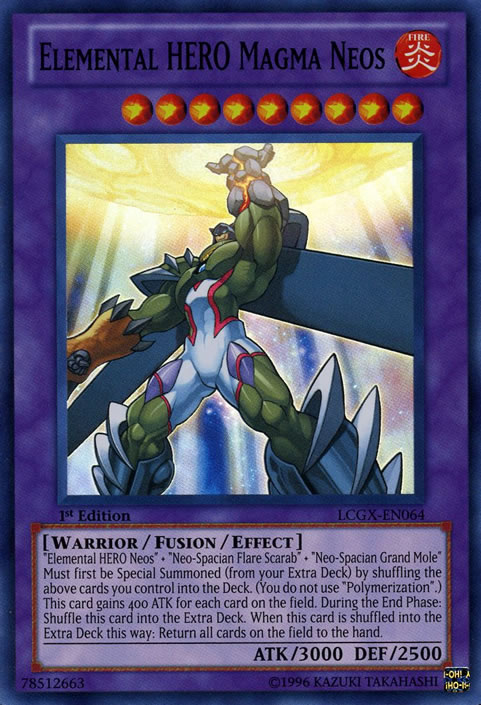 Elemental HERO Magma Neos
FIRE
炎
1st Edition
LCGX-EN064
[Warrior / Fusion / Effect]
"Elemental HERO Neos" + "Neo-Spacian Flare Scarab" + "Neo-Spacian Grand Mole"
Must first be Special Summoned (from your Extra Deck) by shuffling the
above cards you control into the Deck. (You do not use "Polymerization".)
This card gains 400 ATK for each card on the field. During the End Phase:
Shuffle this card into the Extra Deck. When this card is shuffled into the
Extra Deck this way: Return all cards on the field to the hand.
ATK/3000 DEF/2500
78512663
©1996 KAZUKI TAKAHASHI